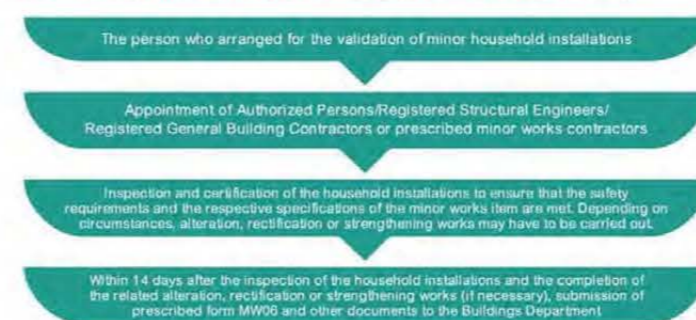 The person who arranged for the validation of minor household installations
Appointment of Authorized Persons/Registered Structural Engineers/
Registered General Building Contractors or prescribed minor works contractors
Inspection and certification of the household installations to ensure that the safety
requirements and the respective specifications of the minor works item are met. Depending on
circumstances, alteration, rectification or strengthening works may have to be carried out.
Within 14 days after the inspection of the household installations and the completion of
the related alteration, rectification or strengthening works (if necessary), submission of
prescribed form MW06 and other documents to the Buildings Department